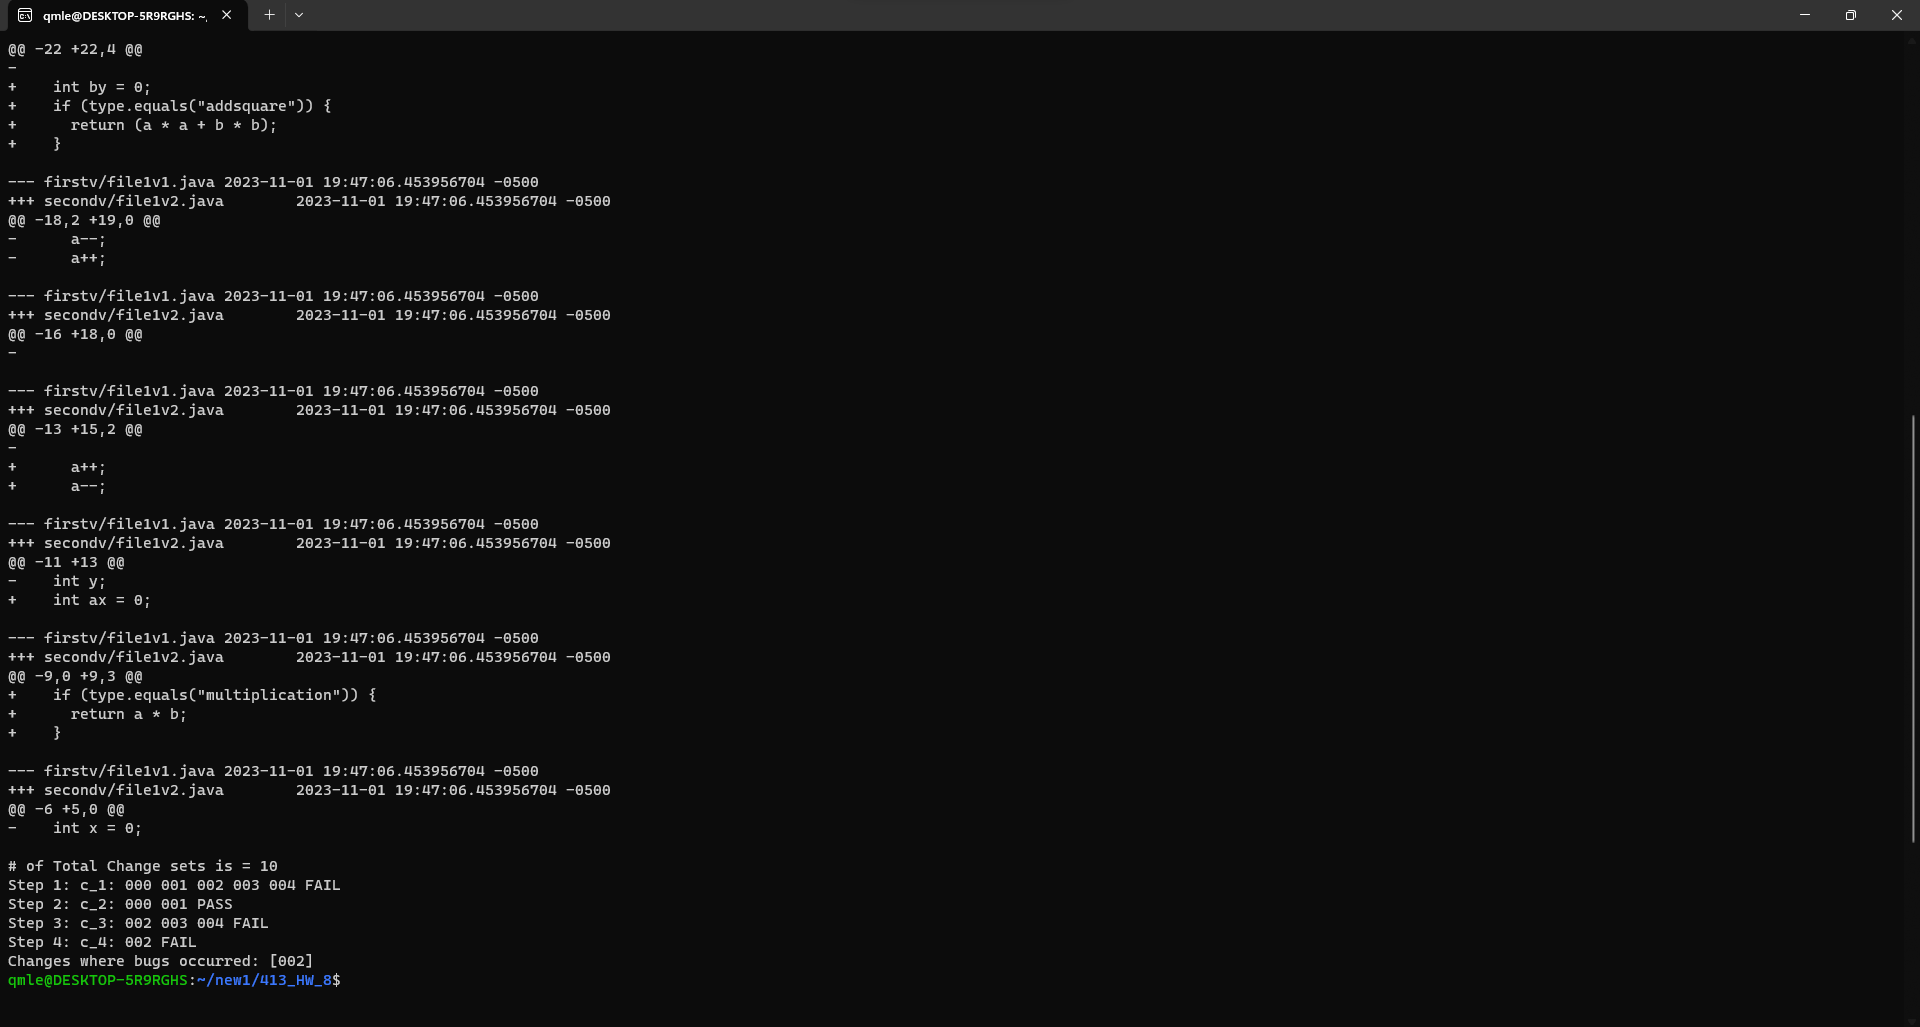 qmle@DESKTOP-5R9RGHS: ~,
@@ -22 +22,4 @@
-
+    int by = 0;
+    if (type.equals("addsquare")) {
+      return (a * a + b * b);
+    }
--- firstv/file1v1.java 2023-11-01 19:47:06.453956704 -0500
+++ secondv/file1v2.java        2023-11-01 19:47:06.453956704 -0500
@@ -18,2 +19,0 @@
-      a--;
-      a++;
--- firstv/file1v1.java 2023-11-01 19:47:06.453956704 -0500
+++ secondv/file1v2.java        2023-11-01 19:47:06.453956704 -0500
@@ -16 +18,0 @@
-
--- firstv/file1v1.java 2023-11-01 19:47:06.453956704 -0500
+++ secondv/file1v2.java        2023-11-01 19:47:06.453956704 -0500
@@ -13 +15,2 @@
-
+      a++;
+      a--;
--- firstv/file1v1.java 2023-11-01 19:47:06.453956704 -0500
+++ secondv/file1v2.java        2023-11-01 19:47:06.453956704 -0500
@@ -11 +13 @@
-    int y;
+    int ax = 0;
--- firstv/file1v1.java 2023-11-01 19:47:06.453956704 -0500
+++ secondv/file1v2.java        2023-11-01 19:47:06.453956704 -0500
@@ -9,0 +9,3 @@
+    if (type.equals("multiplication")) {
+      return a * b;
+    }
--- firstv/file1v1.java 2023-11-01 19:47:06.453956704 -0500
+++ secondv/file1v2.java        2023-11-01 19:47:06.453956704 -0500
@@ -6 +5,0 @@
-    int x = 0;
# of Total Change sets is = 10
Step 1: c_1: 000 001 002 003 004 FAIL
Step 2: c_2: 000 001 PASS
Step 3: c_3: 002 003 004 FAIL
Step 4: c_4: 002 FAIL
Changes where bugs occurred: [002]
qmle@DESKTOP-5R9RGHS:~/new1/413_HW_8$